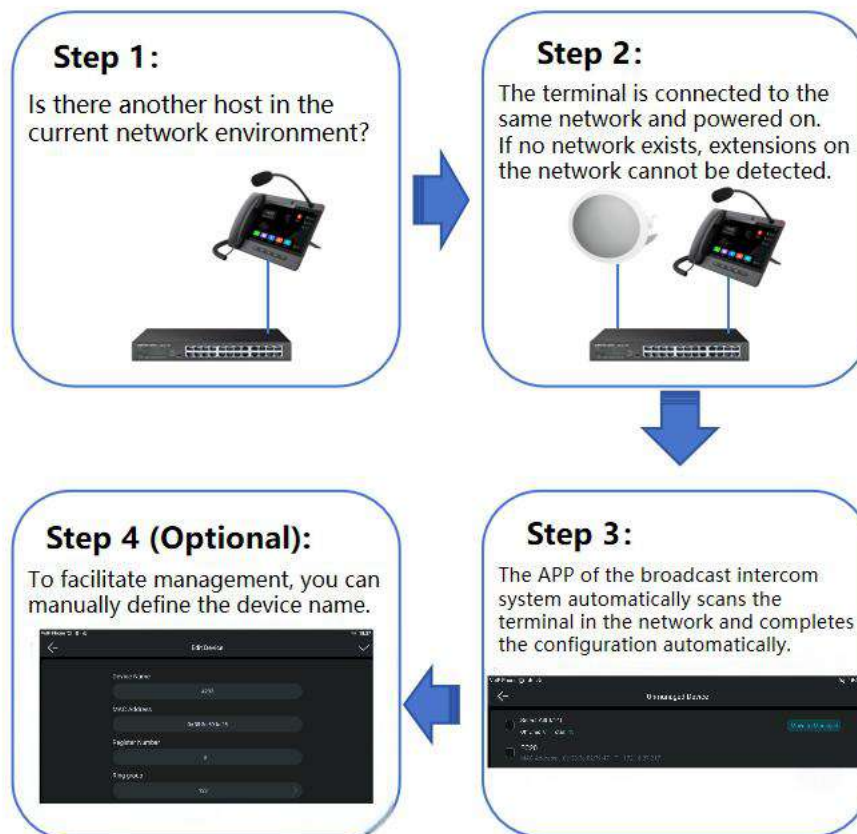 Step 1:
Is there another host in the
current network environment?
Step 2:
The terminal is connected to the
same network and powered on.
If no network exists, extensions on
the network cannot be detected.
Step 3:
The APP of the broadcast intercom
system automatically scans the
terminal in the network and completes
the configuration automatically.
Unmanaged Device
Step 4 (Optional):
To facilitate management, you can
manually define the device name.
Edit Device
Device Name
MAC Address
Register Number
Ring group